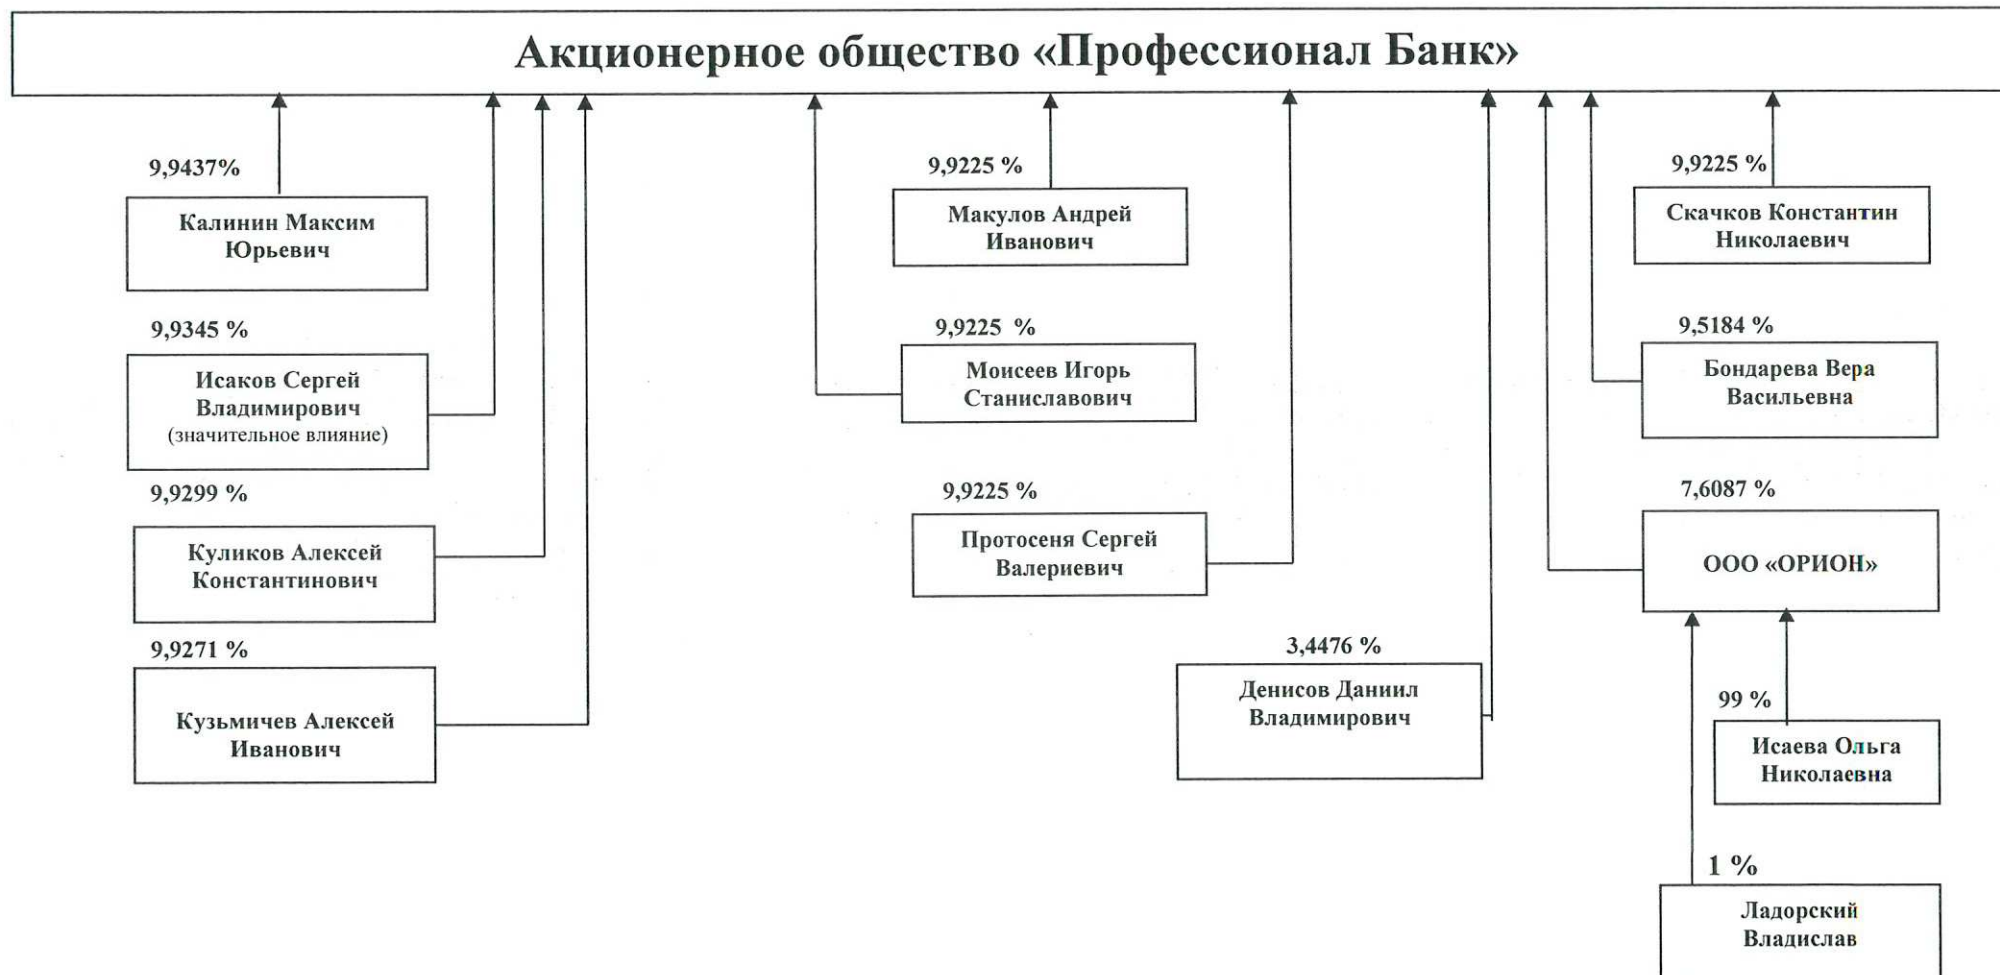 Акционерное общество «Профессионал Банк»
9,9437%
Калинин Максим
Юрьевич
9,9345 %
Исаков Сергей
Владимирович
(значительное влияние)
9,9299 %
Куликов Алексей
Константинович
9,9271 %
Кузьмичев Алексей
Иванович
9,9225 %
Макулов Андрей
Иванович
9,9225 %
Моисеев Игорь
Станиславович
9,9225 %
Протосеня Сергей
Валериевич
3,4476 %
Денисов Даниил
Владимирович
9,9225 %
Скачков Константин
Николаевич
9,5184 %
Бондарева Вера
Васильевна
7,6087 %
ООО «ОРИОН»
99 %
Исаева Ольга
Николаевна
1 %
Ладорский
Владислав